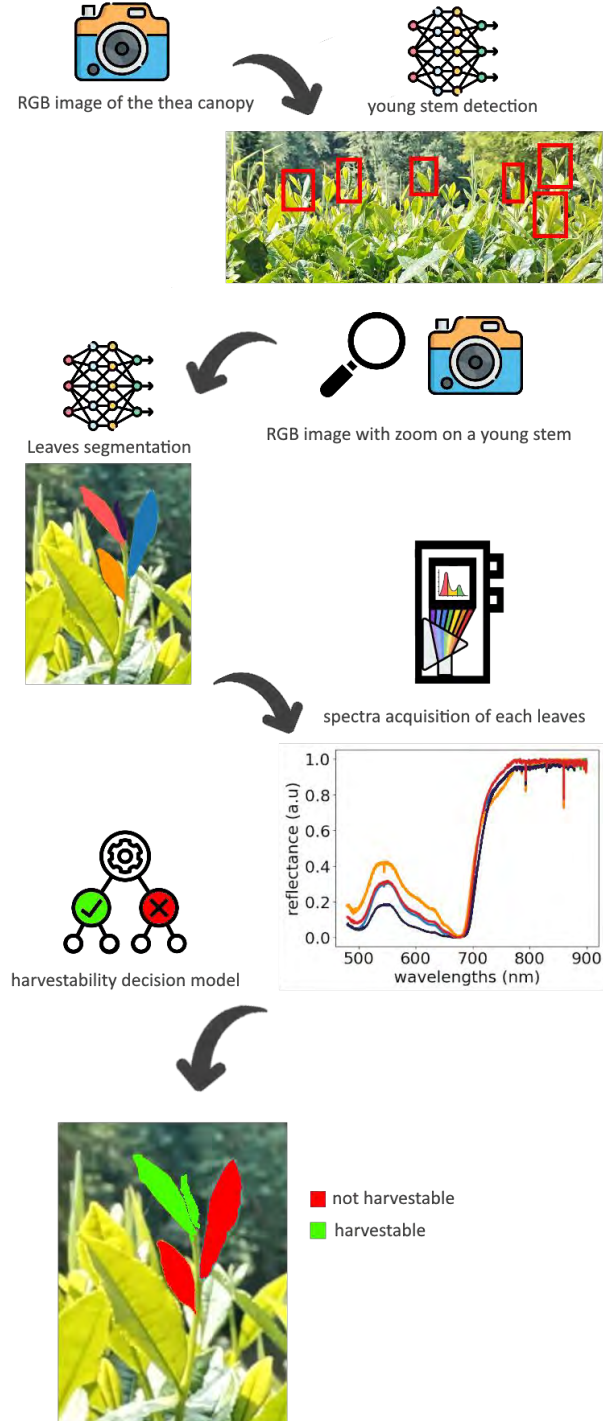 RGB image of the thea canopy
young stem detection
RGB image with zoom on a young stem
Leaves segmentation
spectra acquisition of each leaves
1.0
0.8
0.6
0.4
0.2
0.0
reflectance (a.u)
500
600
700
800
900
wavelengths (nm)
harvestability decision model
not harvestable
harvestable